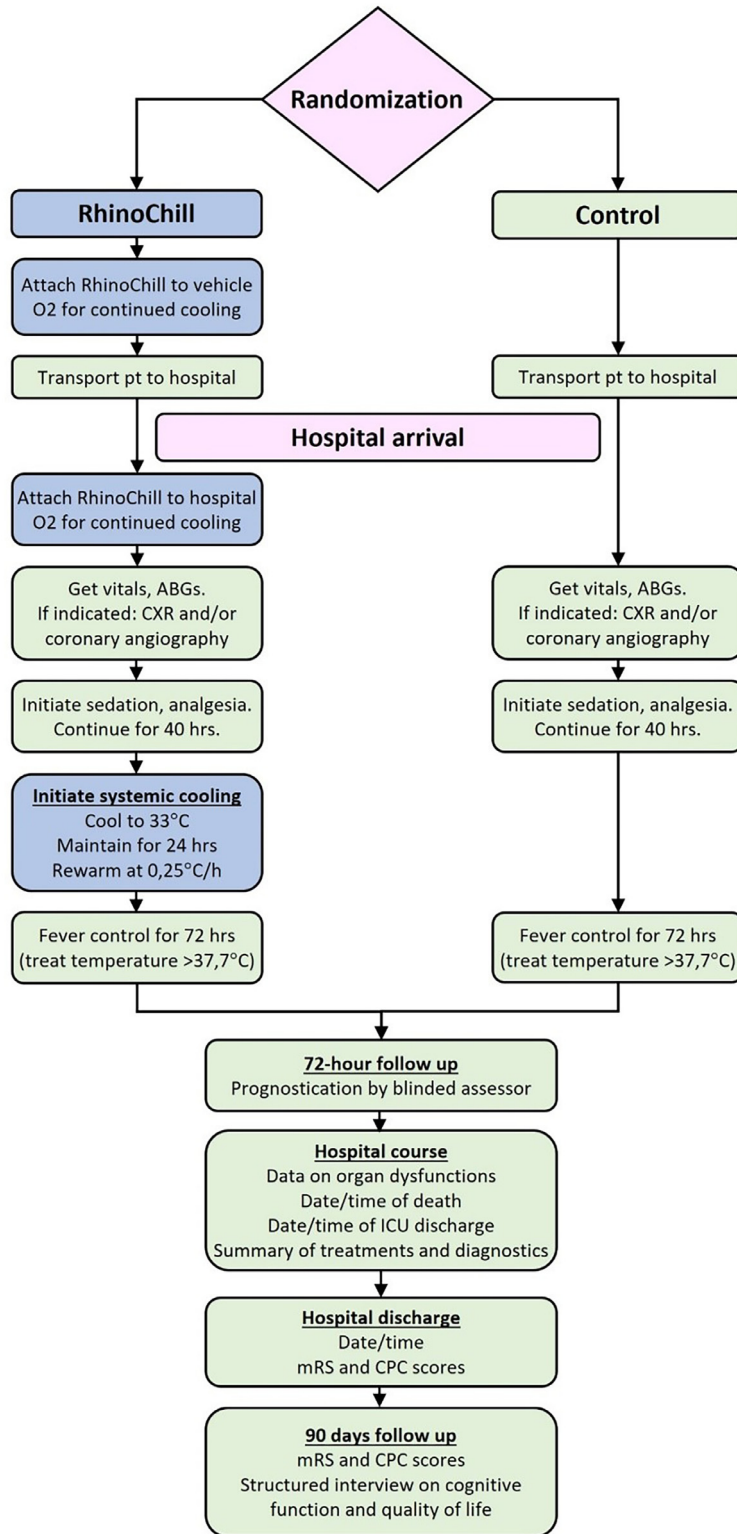 Randomization
RhinoChill
Control
Attach RhinoChill to vehicle
O2 for continued cooling
Transport pt to hospital
Transport pt to hospital
Hospital arrival
Attach RhinoChill to hospital
O2 for continued cooling
Get vitals, ABGs.
If indicated: CXR and/or
coronary angiography
Get vitals, ABGs.
If indicated: CXR and/or
coronary angiography
Initiate sedation, analgesia.
Continue for 40 hrs.
Initiate sedation, analgesia.
Continue for 40 hrs.
Initiate systemic cooling
Cool to 33°C
Maintain for 24 hrs
Rewarm at 0,25°C/h
Fever control for 72 hrs
(treat temperature >37,7°C)
Fever control for 72 hrs
(treat temperature >37,7°C)
72-hour follow up
Prognostication by blinded assessor
Hospital course
Data on organ dysfunctions
Date/time of death
Date/time of ICU discharge
Summary of treatments and diagnostics
Hospital discharge
Date/time
mRS and CPC scores
90 days follow up
mRS and CPC scores
Structured interview on cognitive
function and quality of life